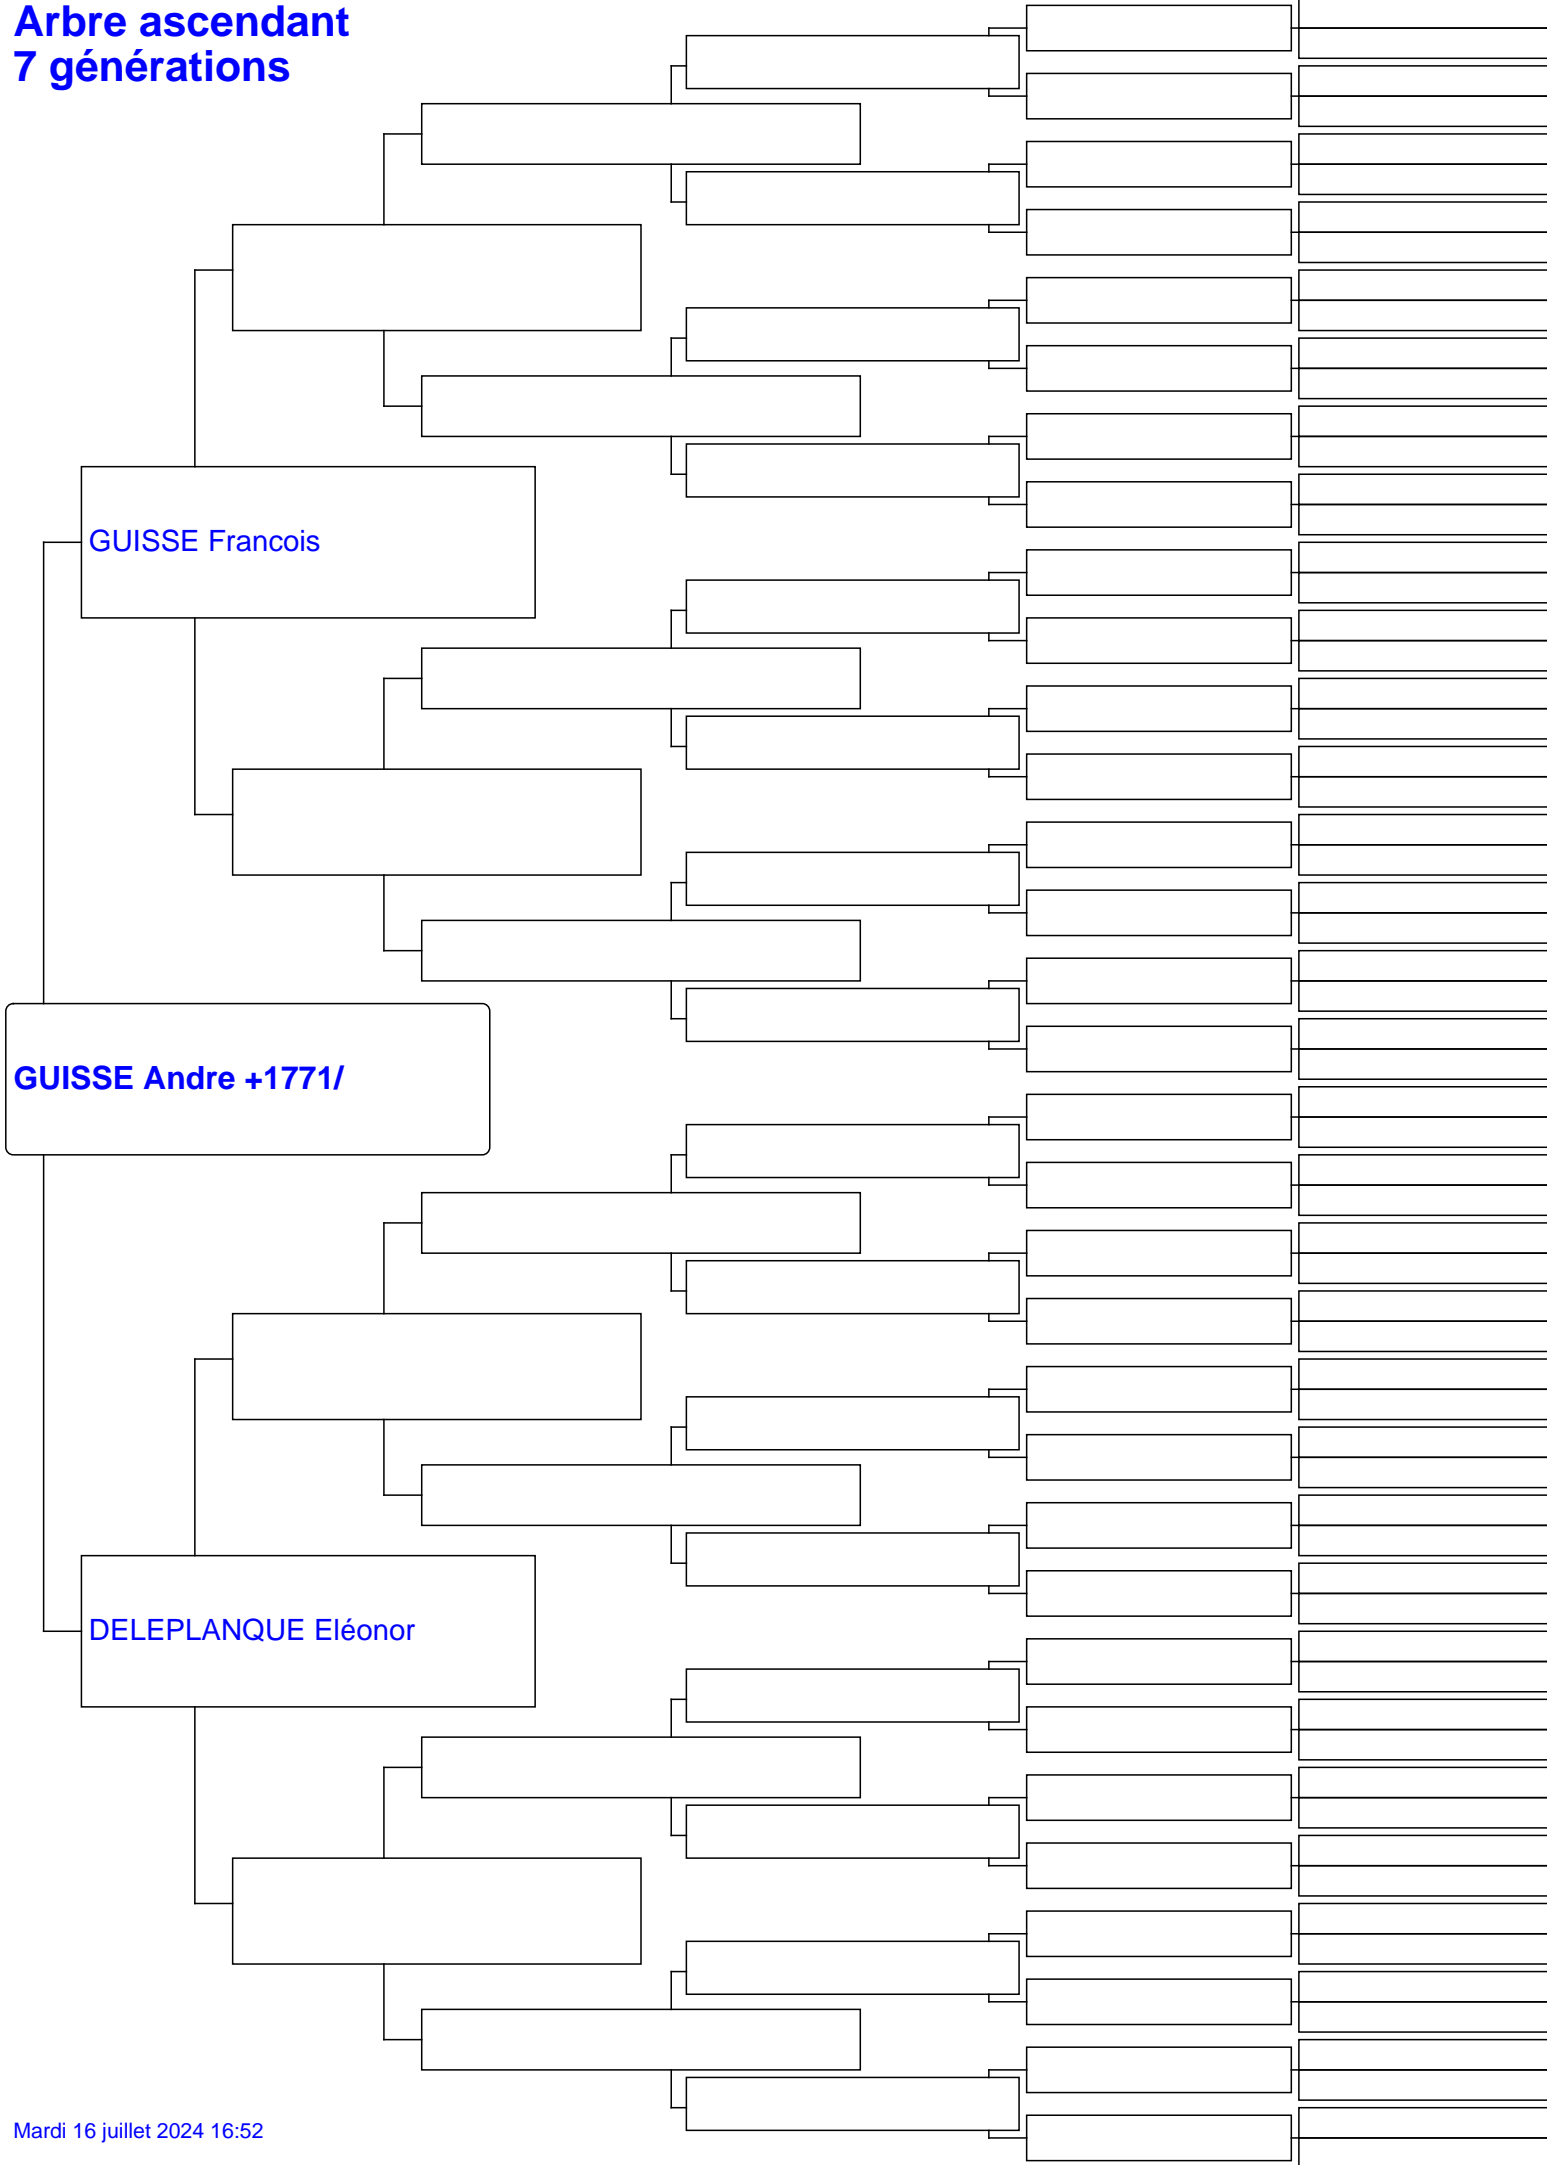 Arbre ascendant
7 générations
GUISSE Francois
GUISSE Andre +1771/
DELEPLANQUE Eléonor
Mardi 16 juillet 2024 16:52